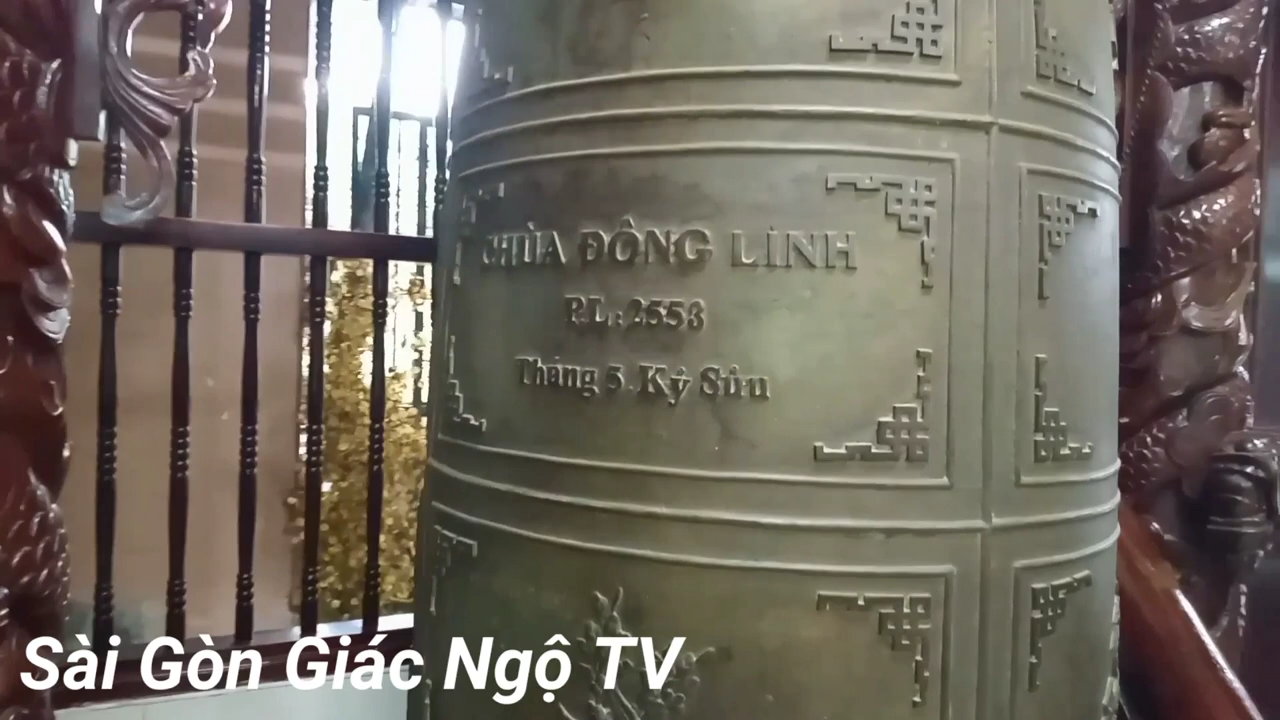 CHÙA ĐÔNG LINH
P.L: 2553
Tháng 5 Kỷ Sửu
Sài Gòn Giác Ngộ TV